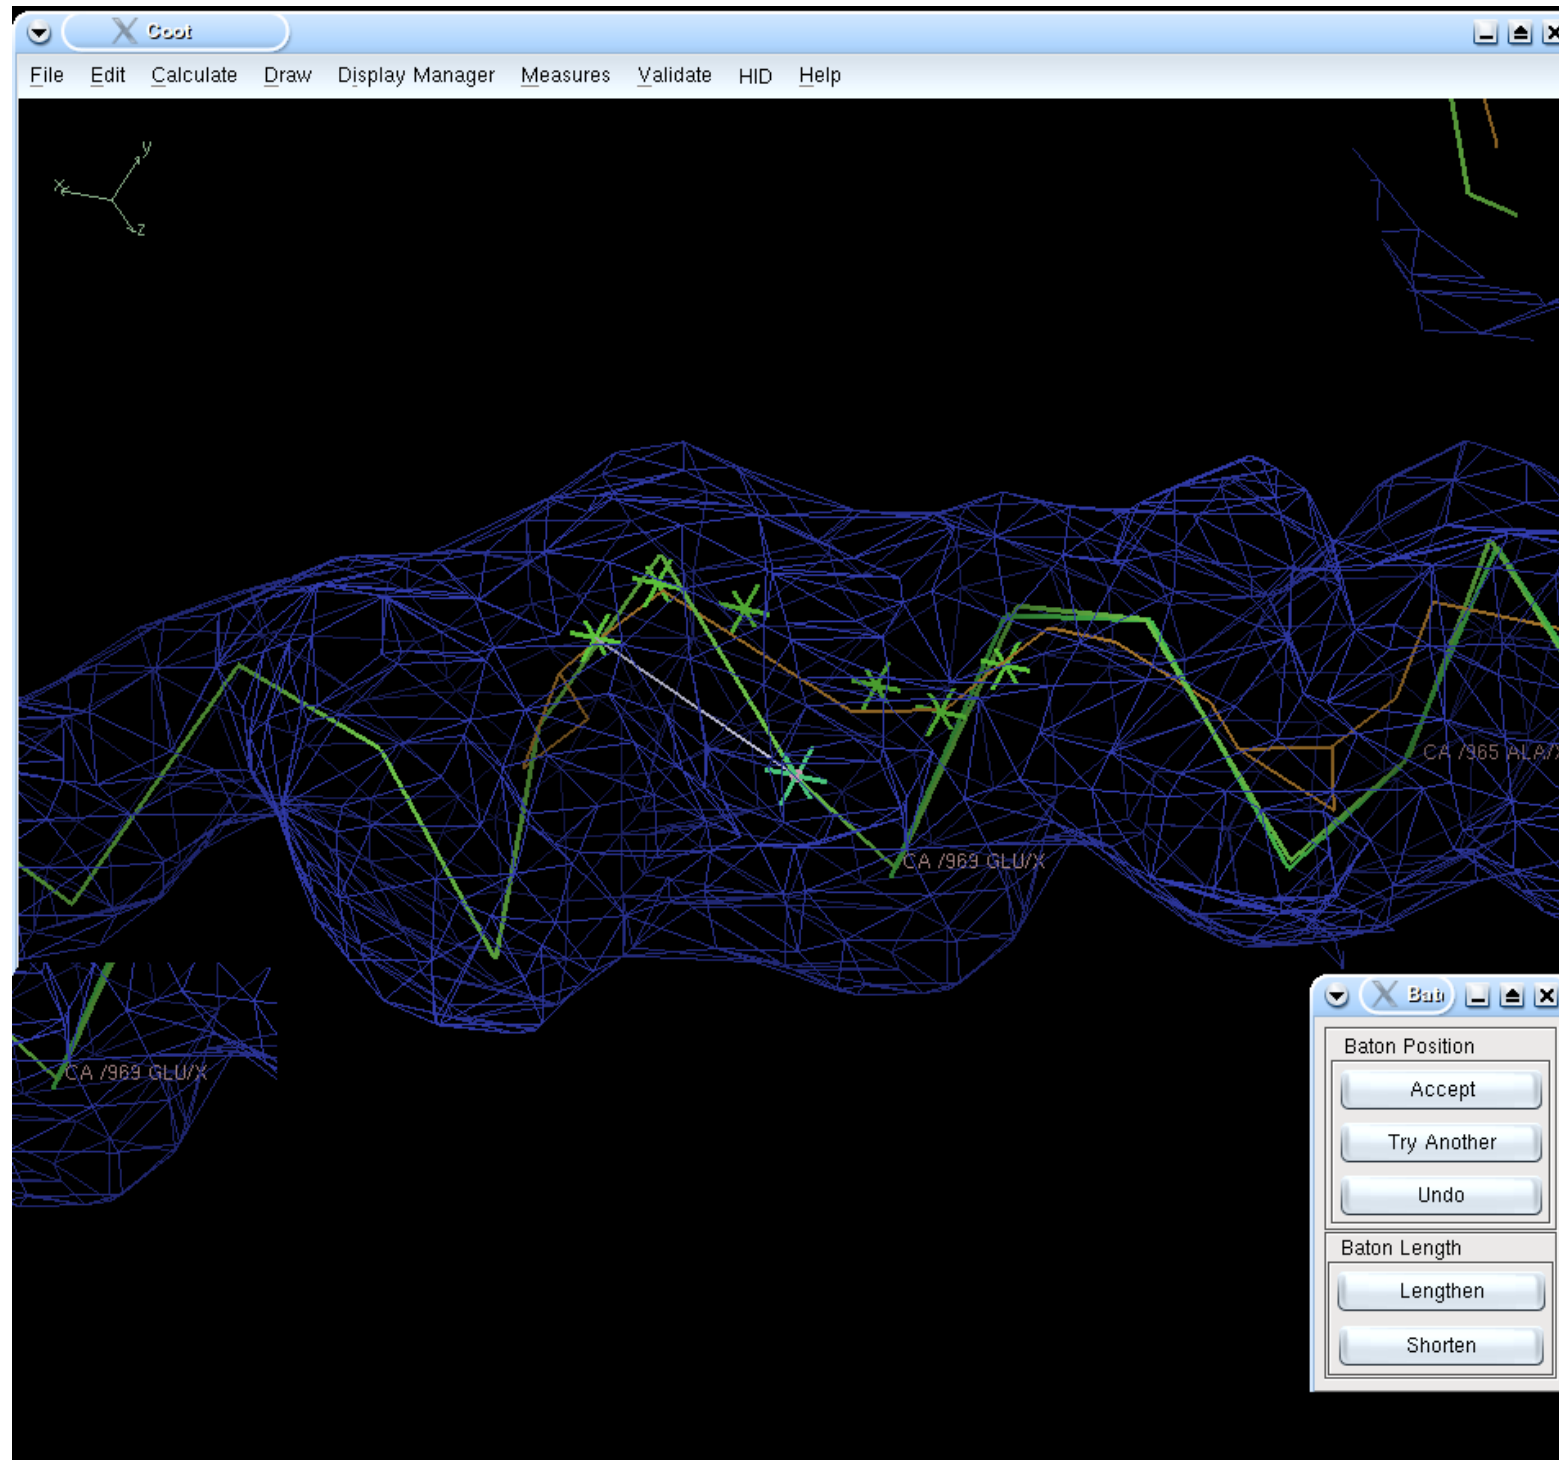 Coot
File Edit Calculate Draw Display Manager Measures Validate HID Help
y
x
z
CA /965 ALA/X
CA /969 GLU/X
CA /969 GLU/X
Bat
Baton Position
Accept
Try Another
Undo
Baton Length
Lengthen
Shorten